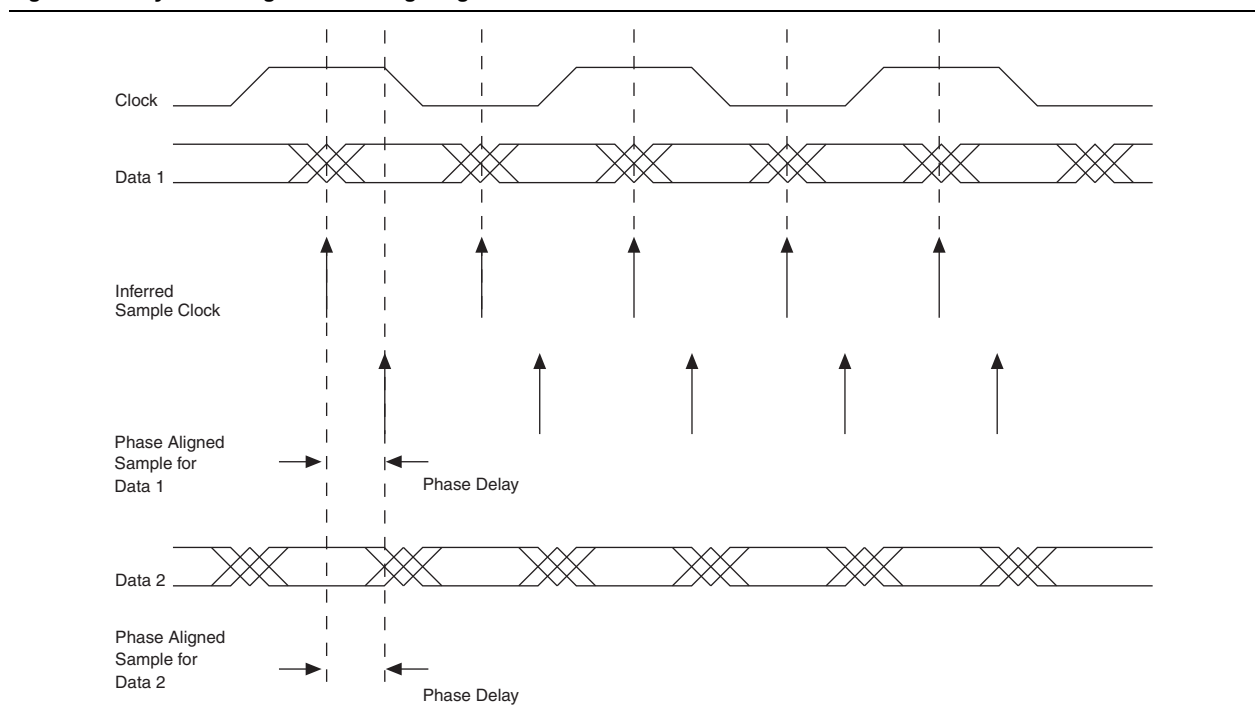 Clock
Data 1
Inferred
Sample Clock
Phase Aligned
Sample for
Data 1
Phase Delay
Data 2
Phase Aligned
Sample for
Data 2
Phase Delay